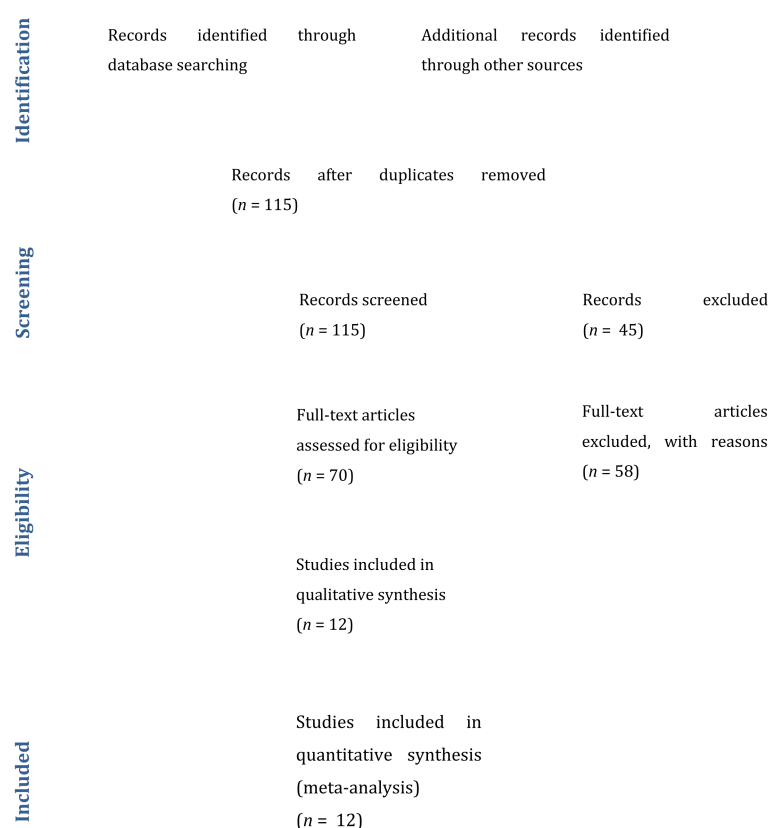 Identification
Records identified through
database searching
Additional records identified
through other sources
Records after duplicates removed
(n = 115)
Screening
Records screened
(n = 115)
Records excluded
(n = 45)
Eligibility
Full-text articles
assessed for eligibility
(n = 70)
Full-text articles
excluded, with reasons
(n = 58)
Studies included in
qualitative synthesis
(n = 12)
Included
Studies included in
quantitative synthesis
(meta-analysis)
(n = 12)